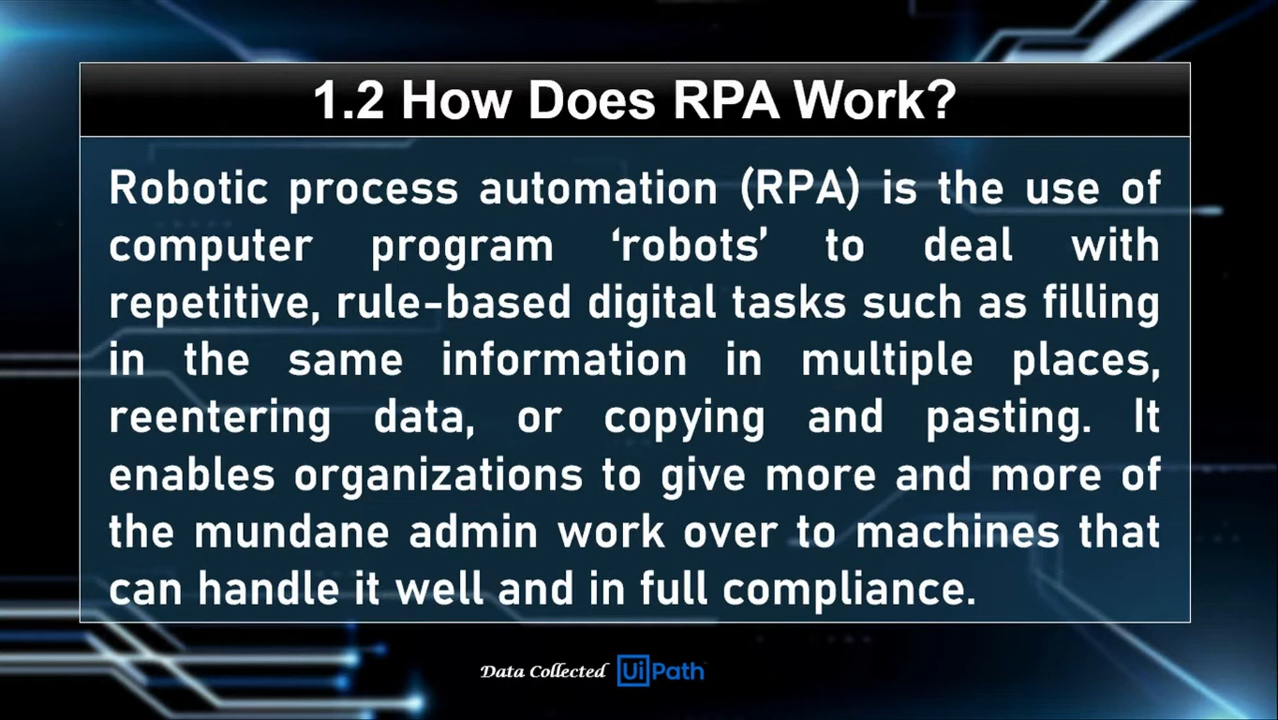 1.2 How Does RPA Work?
Robotic process automation (RPA) is the use of
computer program ‘robots’ to deal with
repetitive, rule-based digital tasks such as filling
in the same information in multiple places,
reentering data, or copying and pasting. It
enables organizations to give more and more of
the mundane admin work over to machines that
can handle it well and in full compliance.
Data Collected UiPath